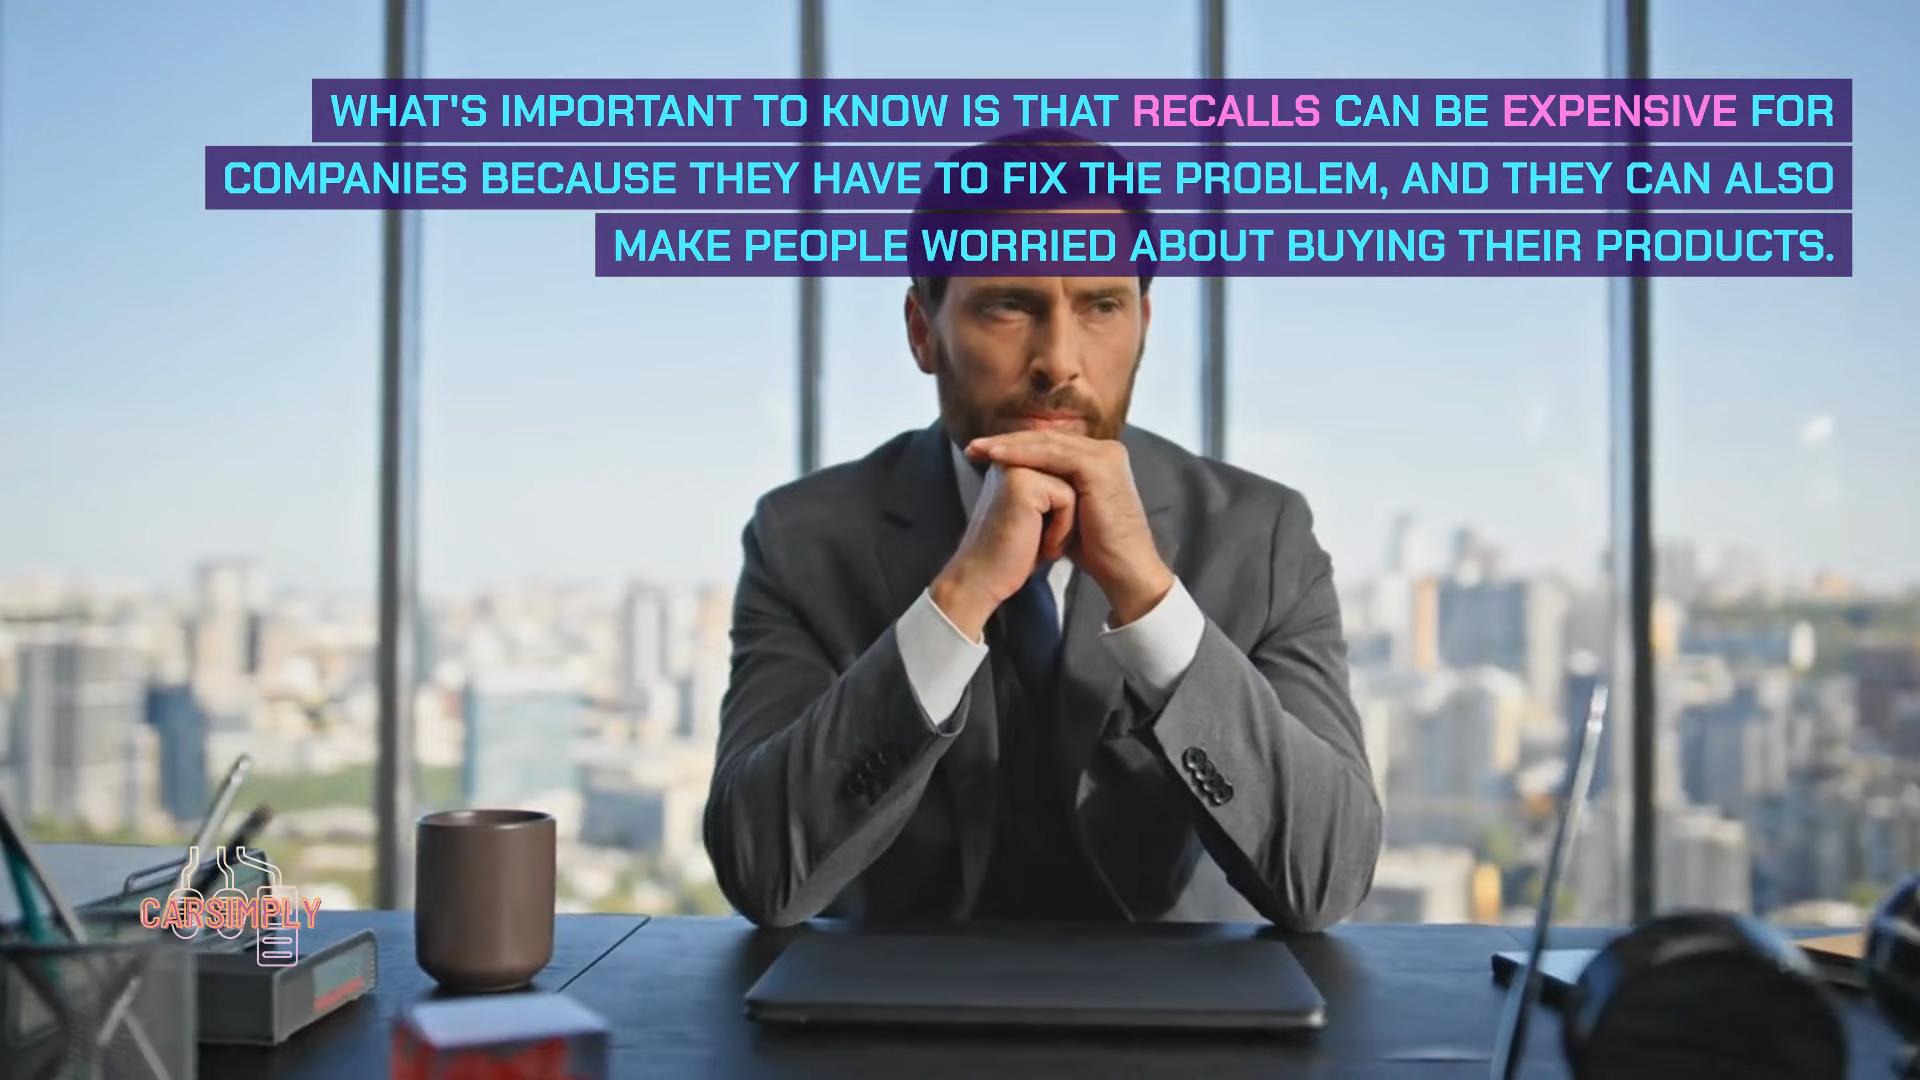 WHAT'S IMPORTANT TO KNOW IS THAT RECALLS CAN BE EXPENSIVE FOR
COMPANIES BECAUSE THEY HAVE TO FIX THE PROBLEM, AND THEY CAN ALSO
MAKE PEOPLE WORRIED ABOUT BUYING THEIR PRODUCTS.
CARSIMPLY